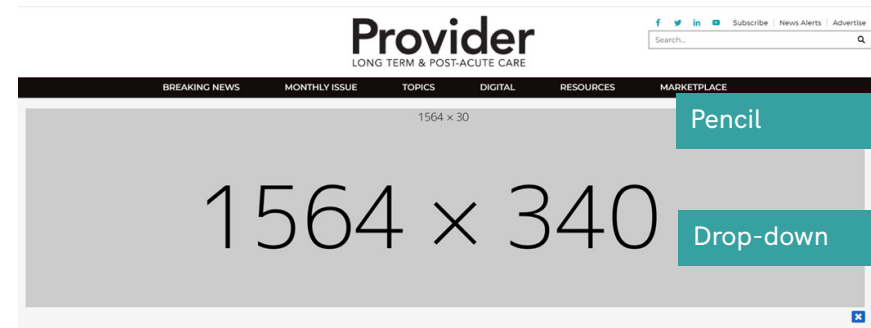 f in Subscribe | News Alerts | Advertise
Provider
LONG TERM & POST-ACUTE CARE
Search...
BREAKING NEWS MONTHLY ISSUE TOPICS DIGITAL RESOURCES MARKETPLACE
1564 × 30
Pencil
1564 × 340
Drop-down